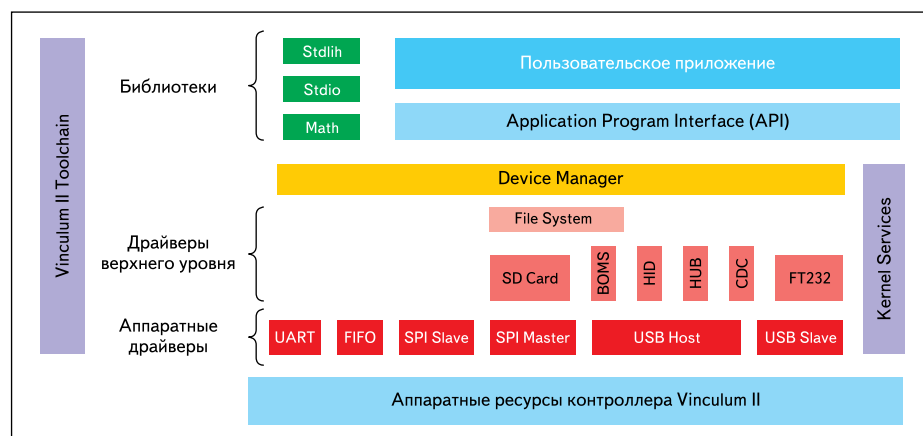 Vinculum II Toolchain
Библиотеки
Stdlih
Stdio
Math
Пользовательское приложение
Application Program Interface (API)
Device Manager
Драйверы
верхнего уровня
File System
SD Card
BOMS
HID
HUB
CDC
FT232
Kernel Services
Аппаратные
драйверы
UART
FIFO
SPI Slave
SPI Master
USB Host
USB Slave
Аппаратные ресурсы контроллера Vinculum II